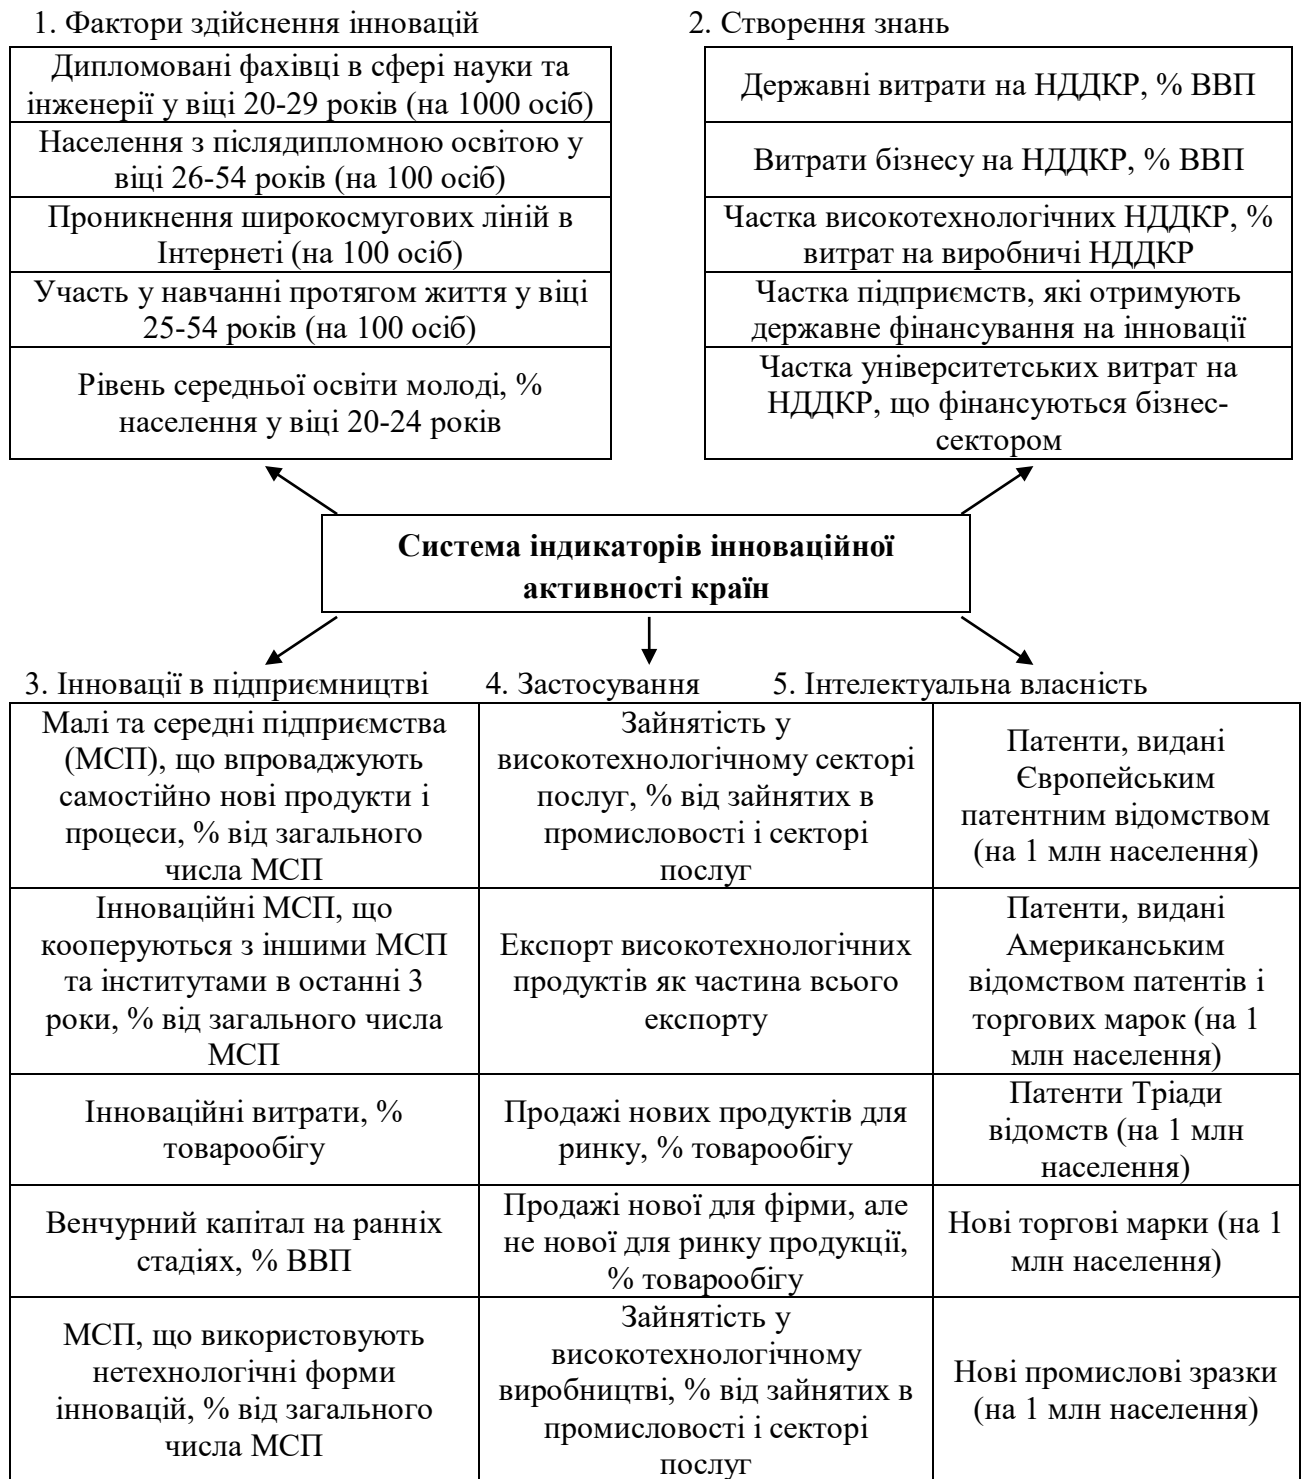 1. Фактори здійснення інновацій
Дипломовані фахівці в сфері науки та
інженерії у віці 20-29 років (на 1000 осіб)
Населення з післядипломною освітою у
віці 26-54 років (на 100 осіб)
Проникнення широкосмугових ліній в
Інтернеті (на 100 осіб)
Участь у навчанні протягом життя у віці
25-54 років (на 100 осіб)
Рівень середньої освіти молоді, %
населення у віці 20-24 років
2. Створення знань
Державні витрати на НДДКР, % ВВП
Витрати бізнесу на НДДКР, % ВВП
Частка високотехнологічних НДДКР, %
витрат на виробничі НДДКР
Частка підприємств, які отримують
державне фінансування на інновації
Частка університетських витрат на
НДДКР, що фінансуються бізнес-
сектором
Система індикаторів інноваційної
активності країн
3. Інновації в підприємництві
Малі та середні підприємства
(МСП), що впроваджують
самостійно нові продукти і
процеси, % від загального
числа МСП
Інноваційні МСП, що
кооперуються з іншими МСП
та інститутами в останні 3
роки, % від загального числа
МСП
Інноваційні витрати, %
товарообігу
Венчурний капітал на ранніх
стадіях, % ВВП
МСП, що використовують
нетехнологічні форми
інновацій, % від загального
числа МСП
4. Застосування
Зайнятість у
високотехнологічному секторі
послуг, % від зайнятих в
промисловості і секторі
послуг
Експорт високотехнологічних
продуктів як частина всього
експорту
Продажі нових продуктів для
ринку, % товарообігу
Продажі нової для фірми, але
не нової для ринку продукції,
% товарообігу
Зайнятість у
високотехнологічному
виробництві, % від зайнятих в
промисловості і секторі
послуг
5. Інтелектуальна власність
Патенти, видані
Європейським
патентним відомством
(на 1 млн населення)
Патенти, видані
Американським
відомством патентів і
торгових марок (на 1
млн населення)
Патенти Тріади
відомств (на 1 млн
населення)
Нові торгові марки (на 1
млн населення)
Нові промислові зразки
(на 1 млн населення)